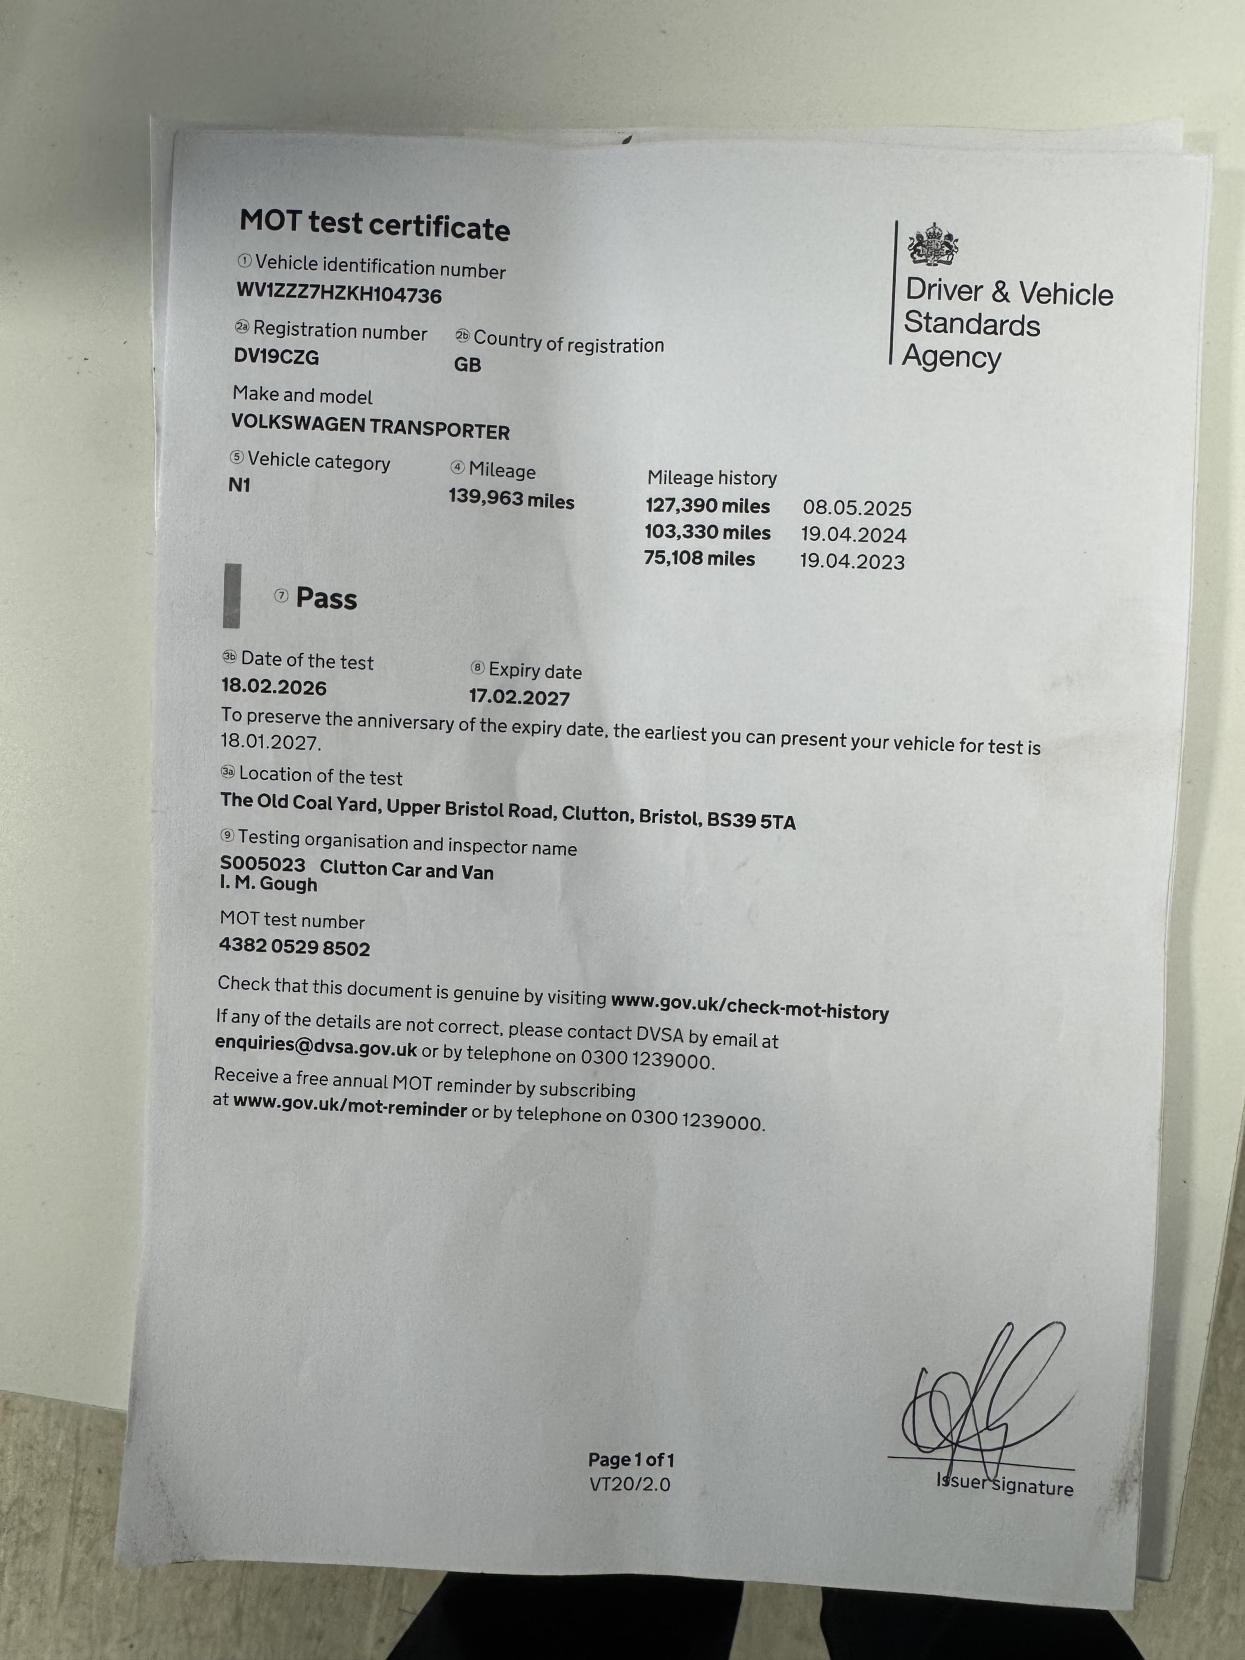 MOT test certificate
Driver & Vehicle
Standards
Agency
① Vehicle identification number
WV1ZZZ7HZKH104736
2a Registration number 2b Country of registration
DV19CZG GB
Make and model
VOLKSWAGEN TRANSPORTER
⑤ Vehicle category ④ Mileage Mileage history
N1 139,963 miles 127,390 miles 08.05.2025
103,330 miles 19.04.2024
75,108 miles 19.04.2023
⑦ Pass
3b Date of the test ⑧ Expiry date
18.02.2026 17.02.2027
To preserve the anniversary of the expiry date, the earliest you can present your vehicle for test is
18.01.2027.
3a Location of the test
The Old Coal Yard, Upper Bristol Road, Clutton, Bristol, BS39 5TA
⑨ Testing organisation and inspector name
S005023 Clutton Car and Van
I. M. Gough
MOT test number
4382 0529 8502
Check that this document is genuine by visiting www.gov.uk/check-mot-history
If any of the details are not correct, please contact DVSA by email at
enquiries@dvsa.gov.uk or by telephone on 0300 1239000.
Receive a free annual MOT reminder by subscribing
at www.gov.uk/mot-reminder or by telephone on 0300 1239000.
Page 1 of 1
VT20/2.0
Issuer signature